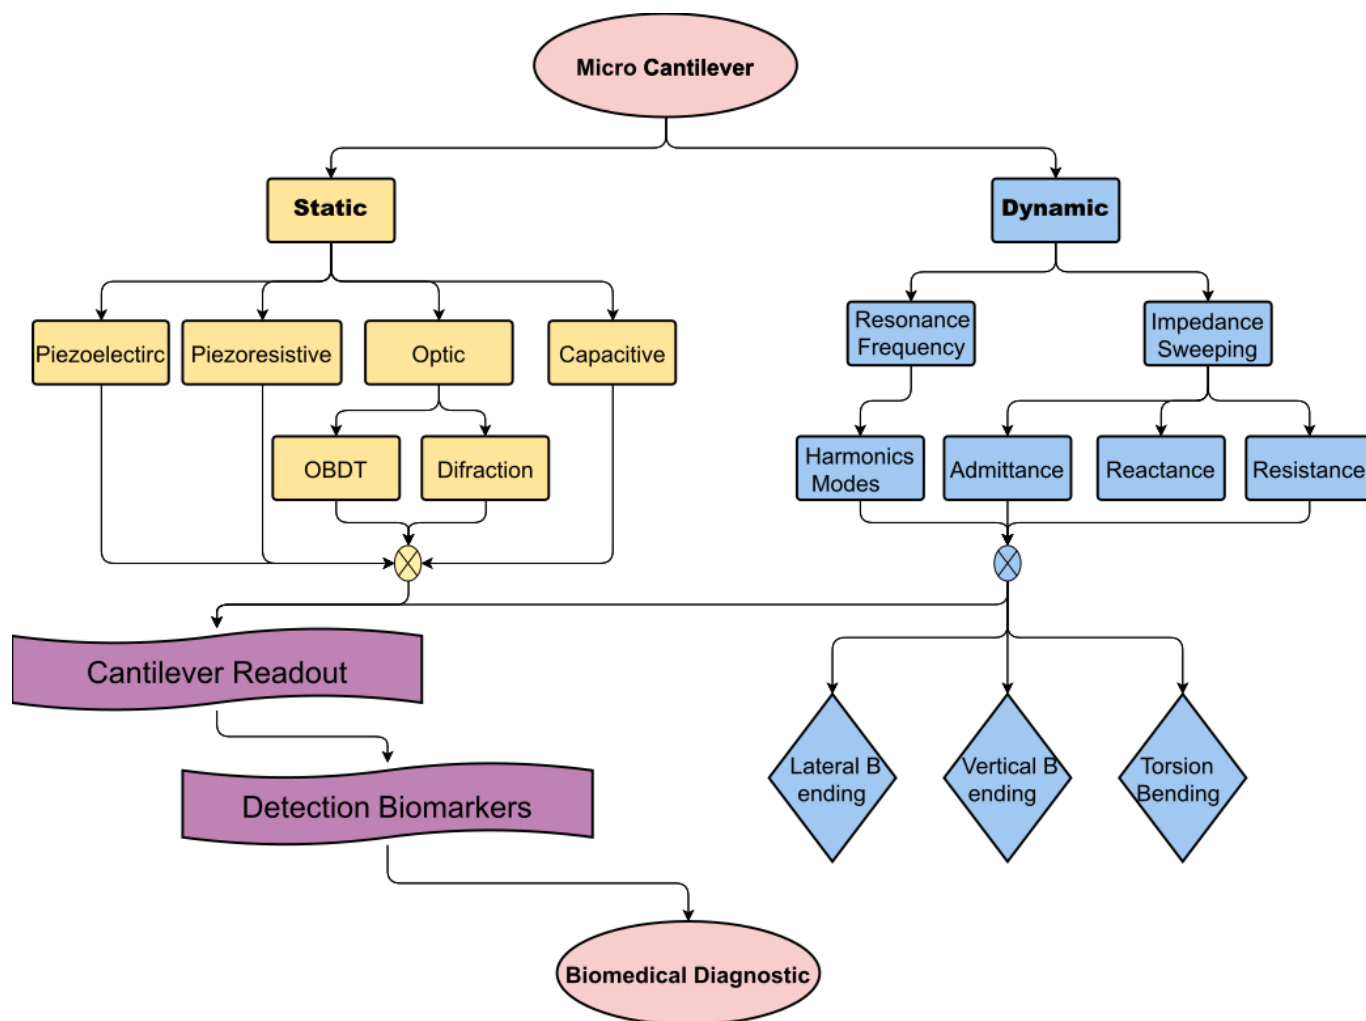 Micro Cantilever
Static
Dynamic
Piezoelectirc
Piezoresistive
Optic
Capacitive
Resonance
Frequency
Impedance
Sweeping
OBDT
Difraction
Harmonics
Modes
Admittance
Reactance
Resistance
Cantilever Readout
Lateral B
ending
Vertical B
ending
Torsion
Bending
Detection Biomarkers
Biomedical Diagnostic